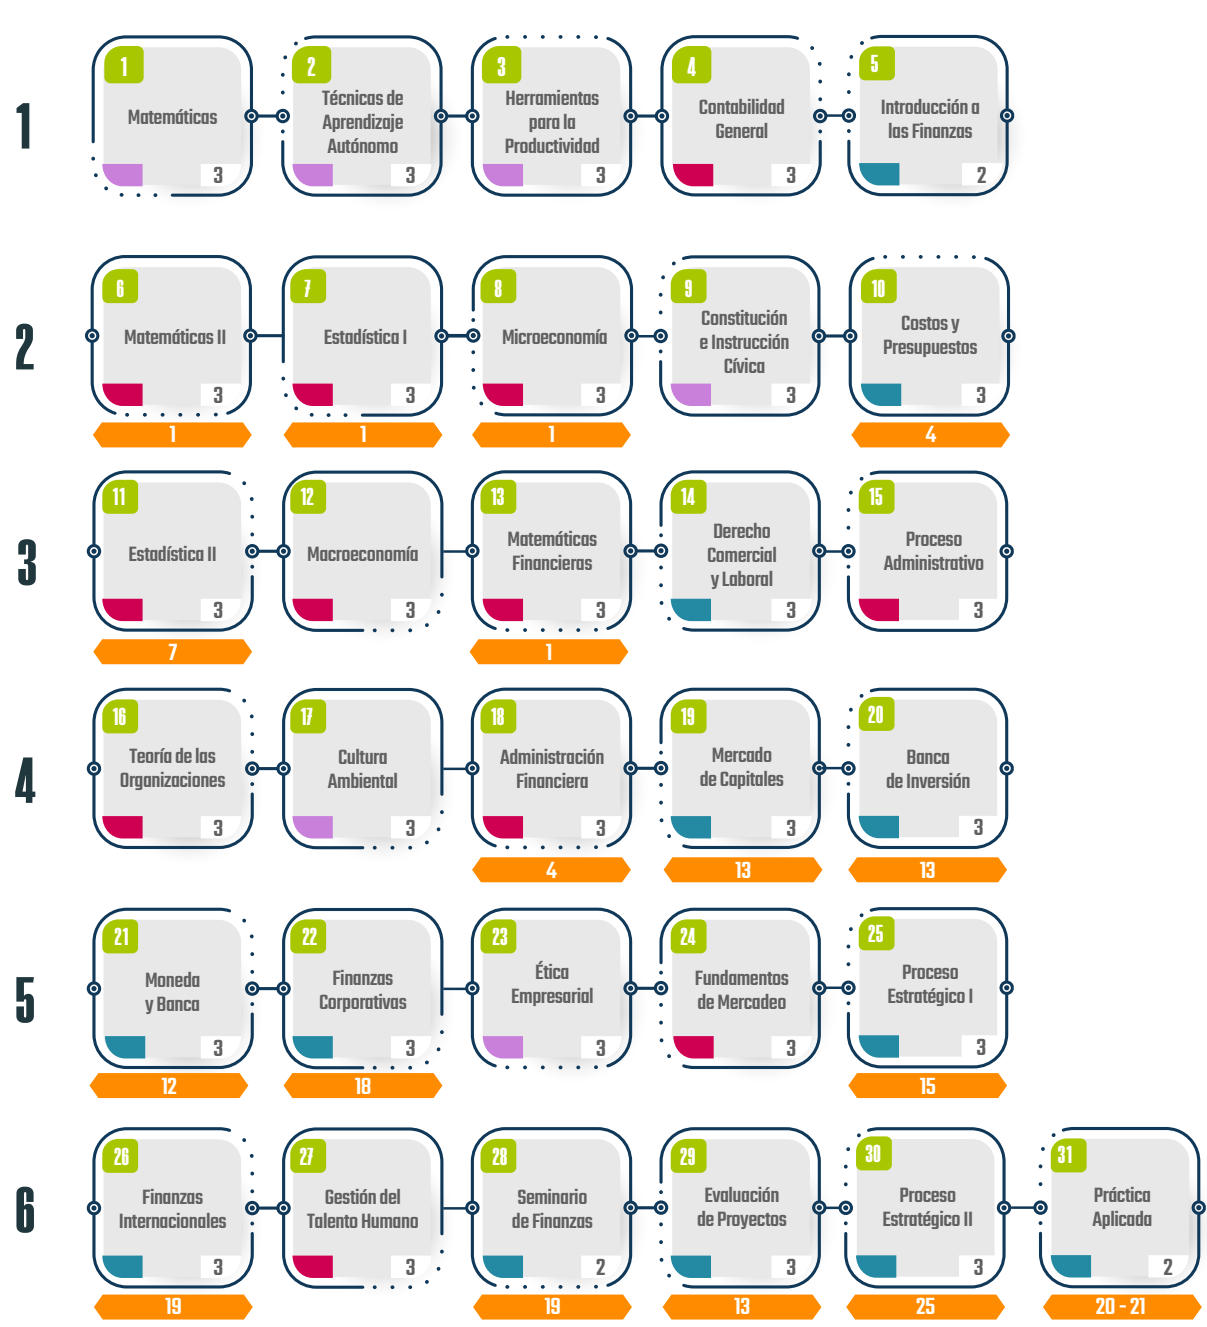 1
1
Matemáticas
3
2
Técnicas de
Aprendizaje
Autónomo
3
3
Herramientas
para la
Productividad
3
4
Contabilidad
General
3
5
Introducción a
las Finanzas
2
2
6
Matemáticas II
3
1
7
Estadística I
3
1
8
Microeconomía
3
1
9
Constitución
e Instrucción
Cívica
3
10
Costos y
Presupuestos
3
4
3
11
Estadística II
3
7
12
Macroeconomía
3
13
Matemáticas
Financieras
3
1
14
Derecho
Comercial
y Laboral
3
15
Proceso
Administrativo
3
4
16
Teoría de las
Organizaciones
3
17
Cultura
Ambiental
3
18
Administración
Financiera
3
4
19
Mercado
de Capitales
3
13
20
Banca
de Inversión
3
13
5
21
Moneda
y Banca
3
12
22
Finanzas
Corporativas
3
18
23
Ética
Empresarial
3
24
Fundamentos
de Mercadeo
3
25
Proceso
Estratégico I
3
15
6
26
Finanzas
Internacionales
3
19
27
Gestión del
Talento Humano
3
28
Seminario
de Finanzas
2
19
29
Evaluación
de Proyectos
3
13
30
Proceso
Estratégico II
3
25
31
Práctica
Aplicada
2
20 - 21